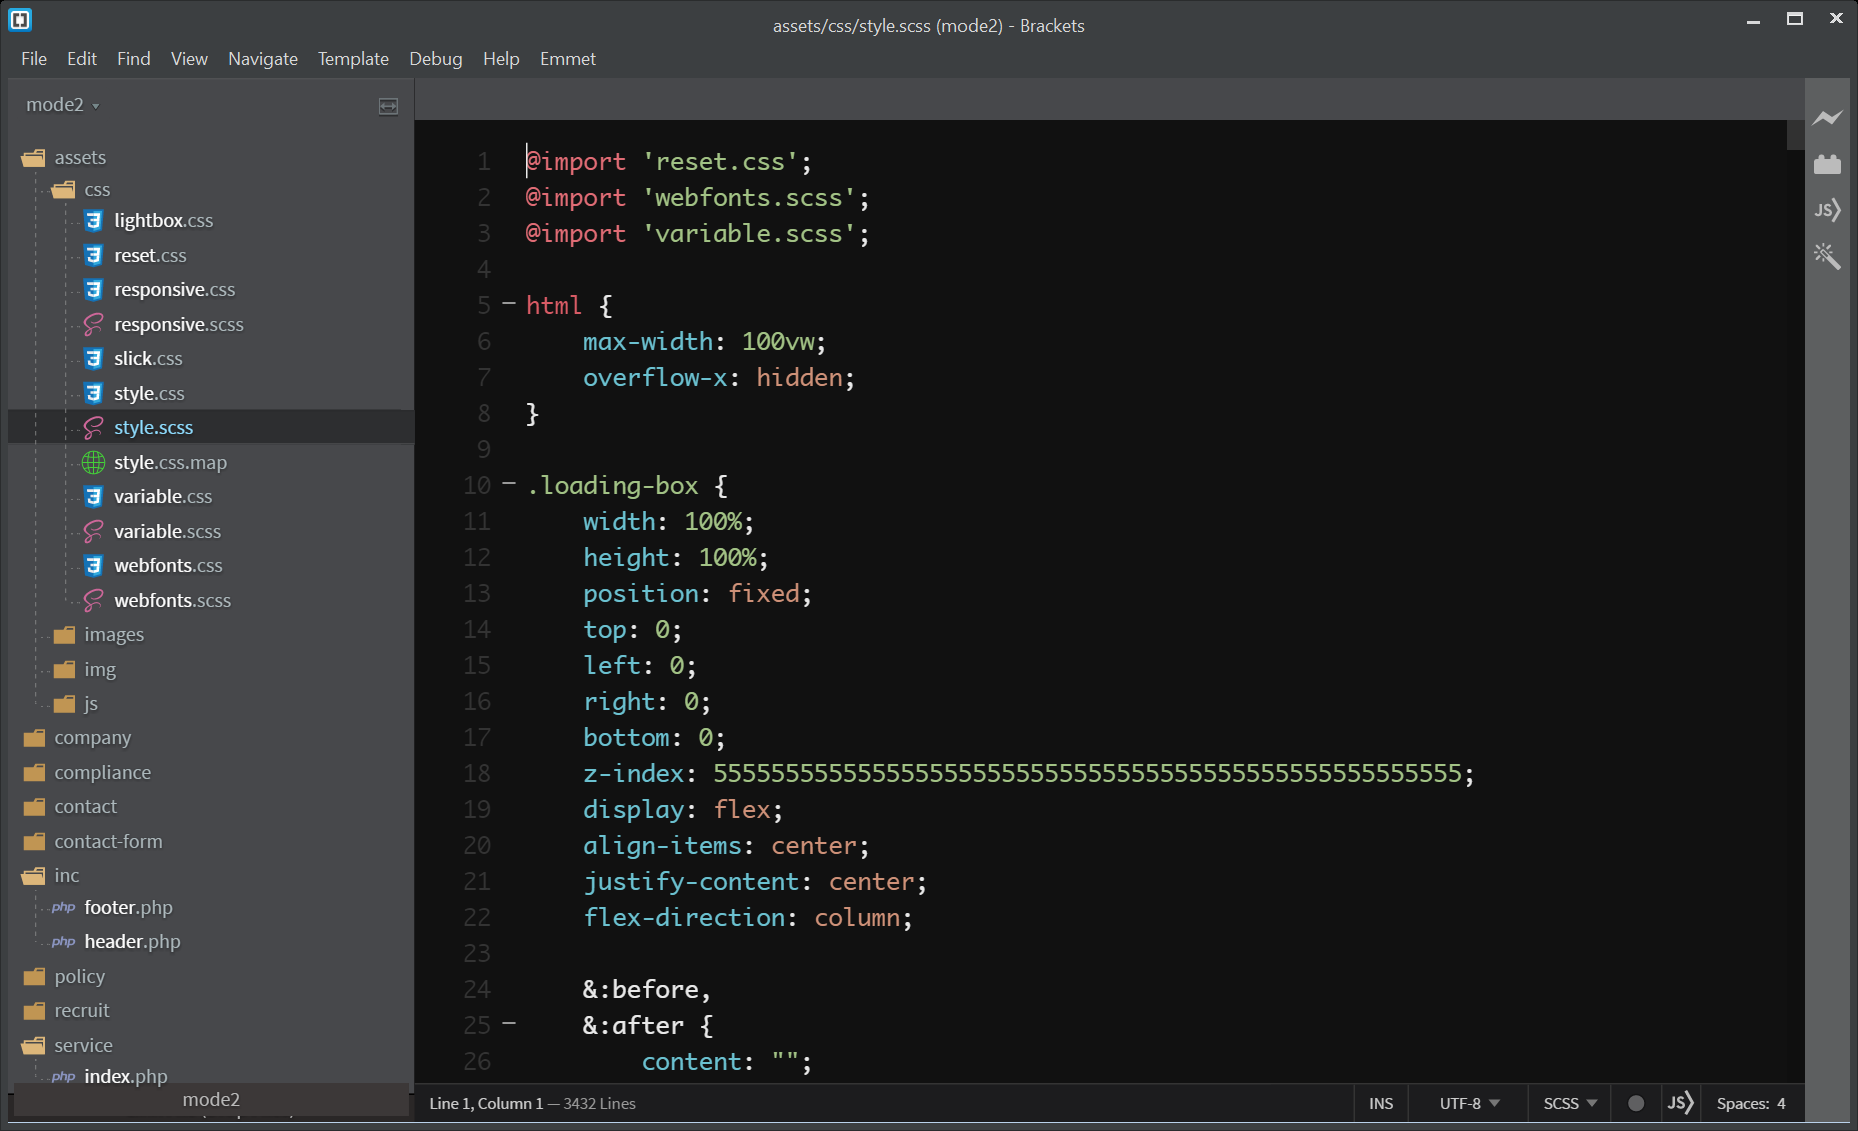 assets/css/style.scss (mode2) - Brackets
File Edit Find View Navigate Template Debug Help Emmet
mode2
assets
css
lightbox.css
reset.css
responsive.css
responsive.scss
slick.css
style.css
style.scss
style.css.map
variable.css
variable.scss
webfonts.css
webfonts.scss
images
img
js
company
compliance
contact
contact-form
inc
php footer.php
php header.php
policy
recruit
service
php index.php
mode2
1 @import 'reset.css';
2 @import 'webfonts.scss';
3 @import 'variable.scss';
4
5 html {
6 max-width: 100vw;
7 overflow-x: hidden;
8 }
9
10 .loading-box {
11 width: 100%;
12 height: 100%;
13 position: fixed;
14 top: 0;
15 left: 0;
16 right: 0;
17 bottom: 0;
18 z-index: 5555555555555555555555555555555555555555555555555555;
19 display: flex;
20 align-items: center;
21 justify-content: center;
22 flex-direction: column;
23
24 &:before,
25 &:after {
26 content: "";
JS
Line 1, Column 1 — 3432 Lines
INS UTF-8 SCSS JS Spaces: 4